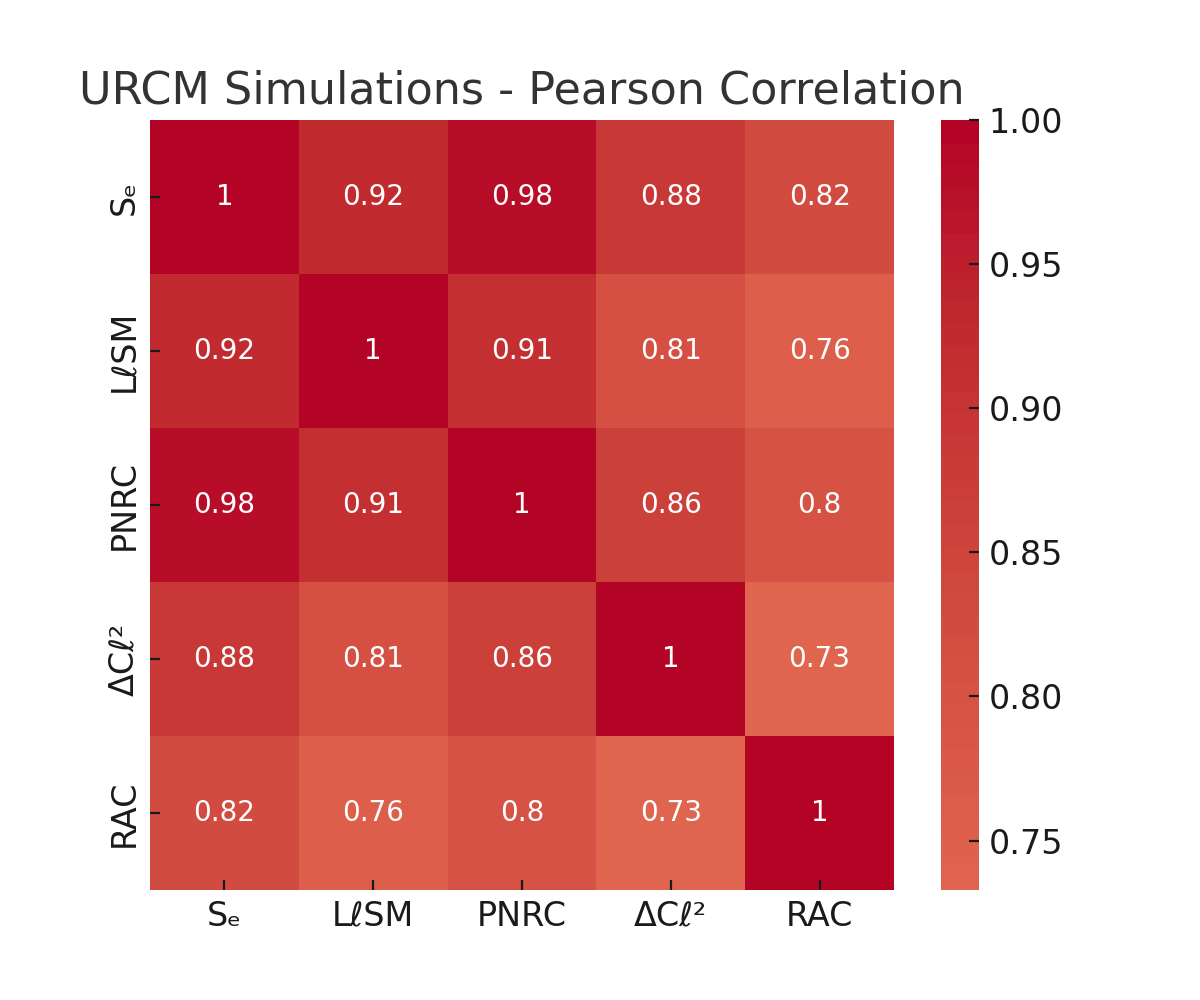 URCM Simulations - Pearson Correlation
Sₑ 1 0.92 0.98 0.88 0.82
LℓSM 0.92 1 0.91 0.81 0.76
PNRC 0.98 0.91 1 0.86 0.8
ΔCℓ² 0.88 0.81 0.86 1 0.73
RAC 0.82 0.76 0.8 0.73 1
Sₑ LℓSM PNRC ΔCℓ² RAC
1.00
0.95
0.90
0.85
0.80
0.75